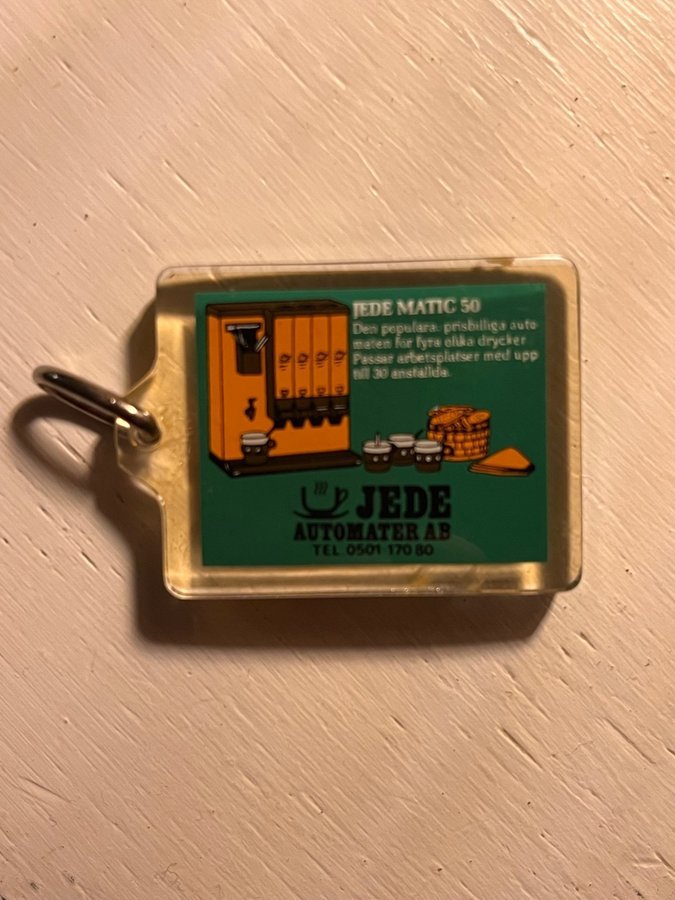 JEDE MATIC 50
Den populära, prisbilliga auto-
maten för fyra olika drycker.
Passar arbetsplatser med upp
till 30 anställda.
JEDE
AUTOMATER AB
TEL. 0501-170 80